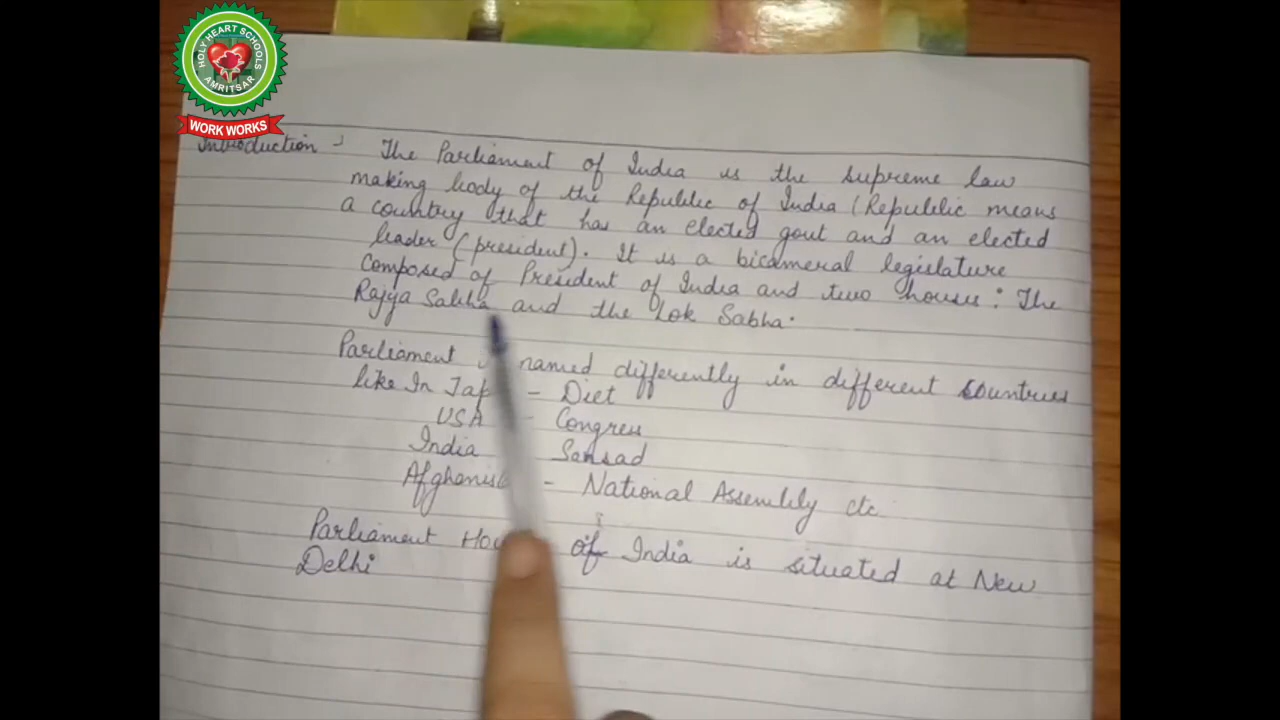 HOLY HEART SCHOOLS
AMRITSAR
WORK WORKS
Introduction - The Parliament of India is the supreme law
making body of the Republic of India (Republic means
a country that has an elected govt and an elected
leader (president). It is a bicameral legislature
composed of President of India and two houses: The
Rajya Sabha and the Lok Sabha.
Parliament named differently in different countries
like In Jap - Diet
USA - Congress
India Sansad
Afghanis - National Assembly etc
Parliament Hou of India is situated at New
Delhi